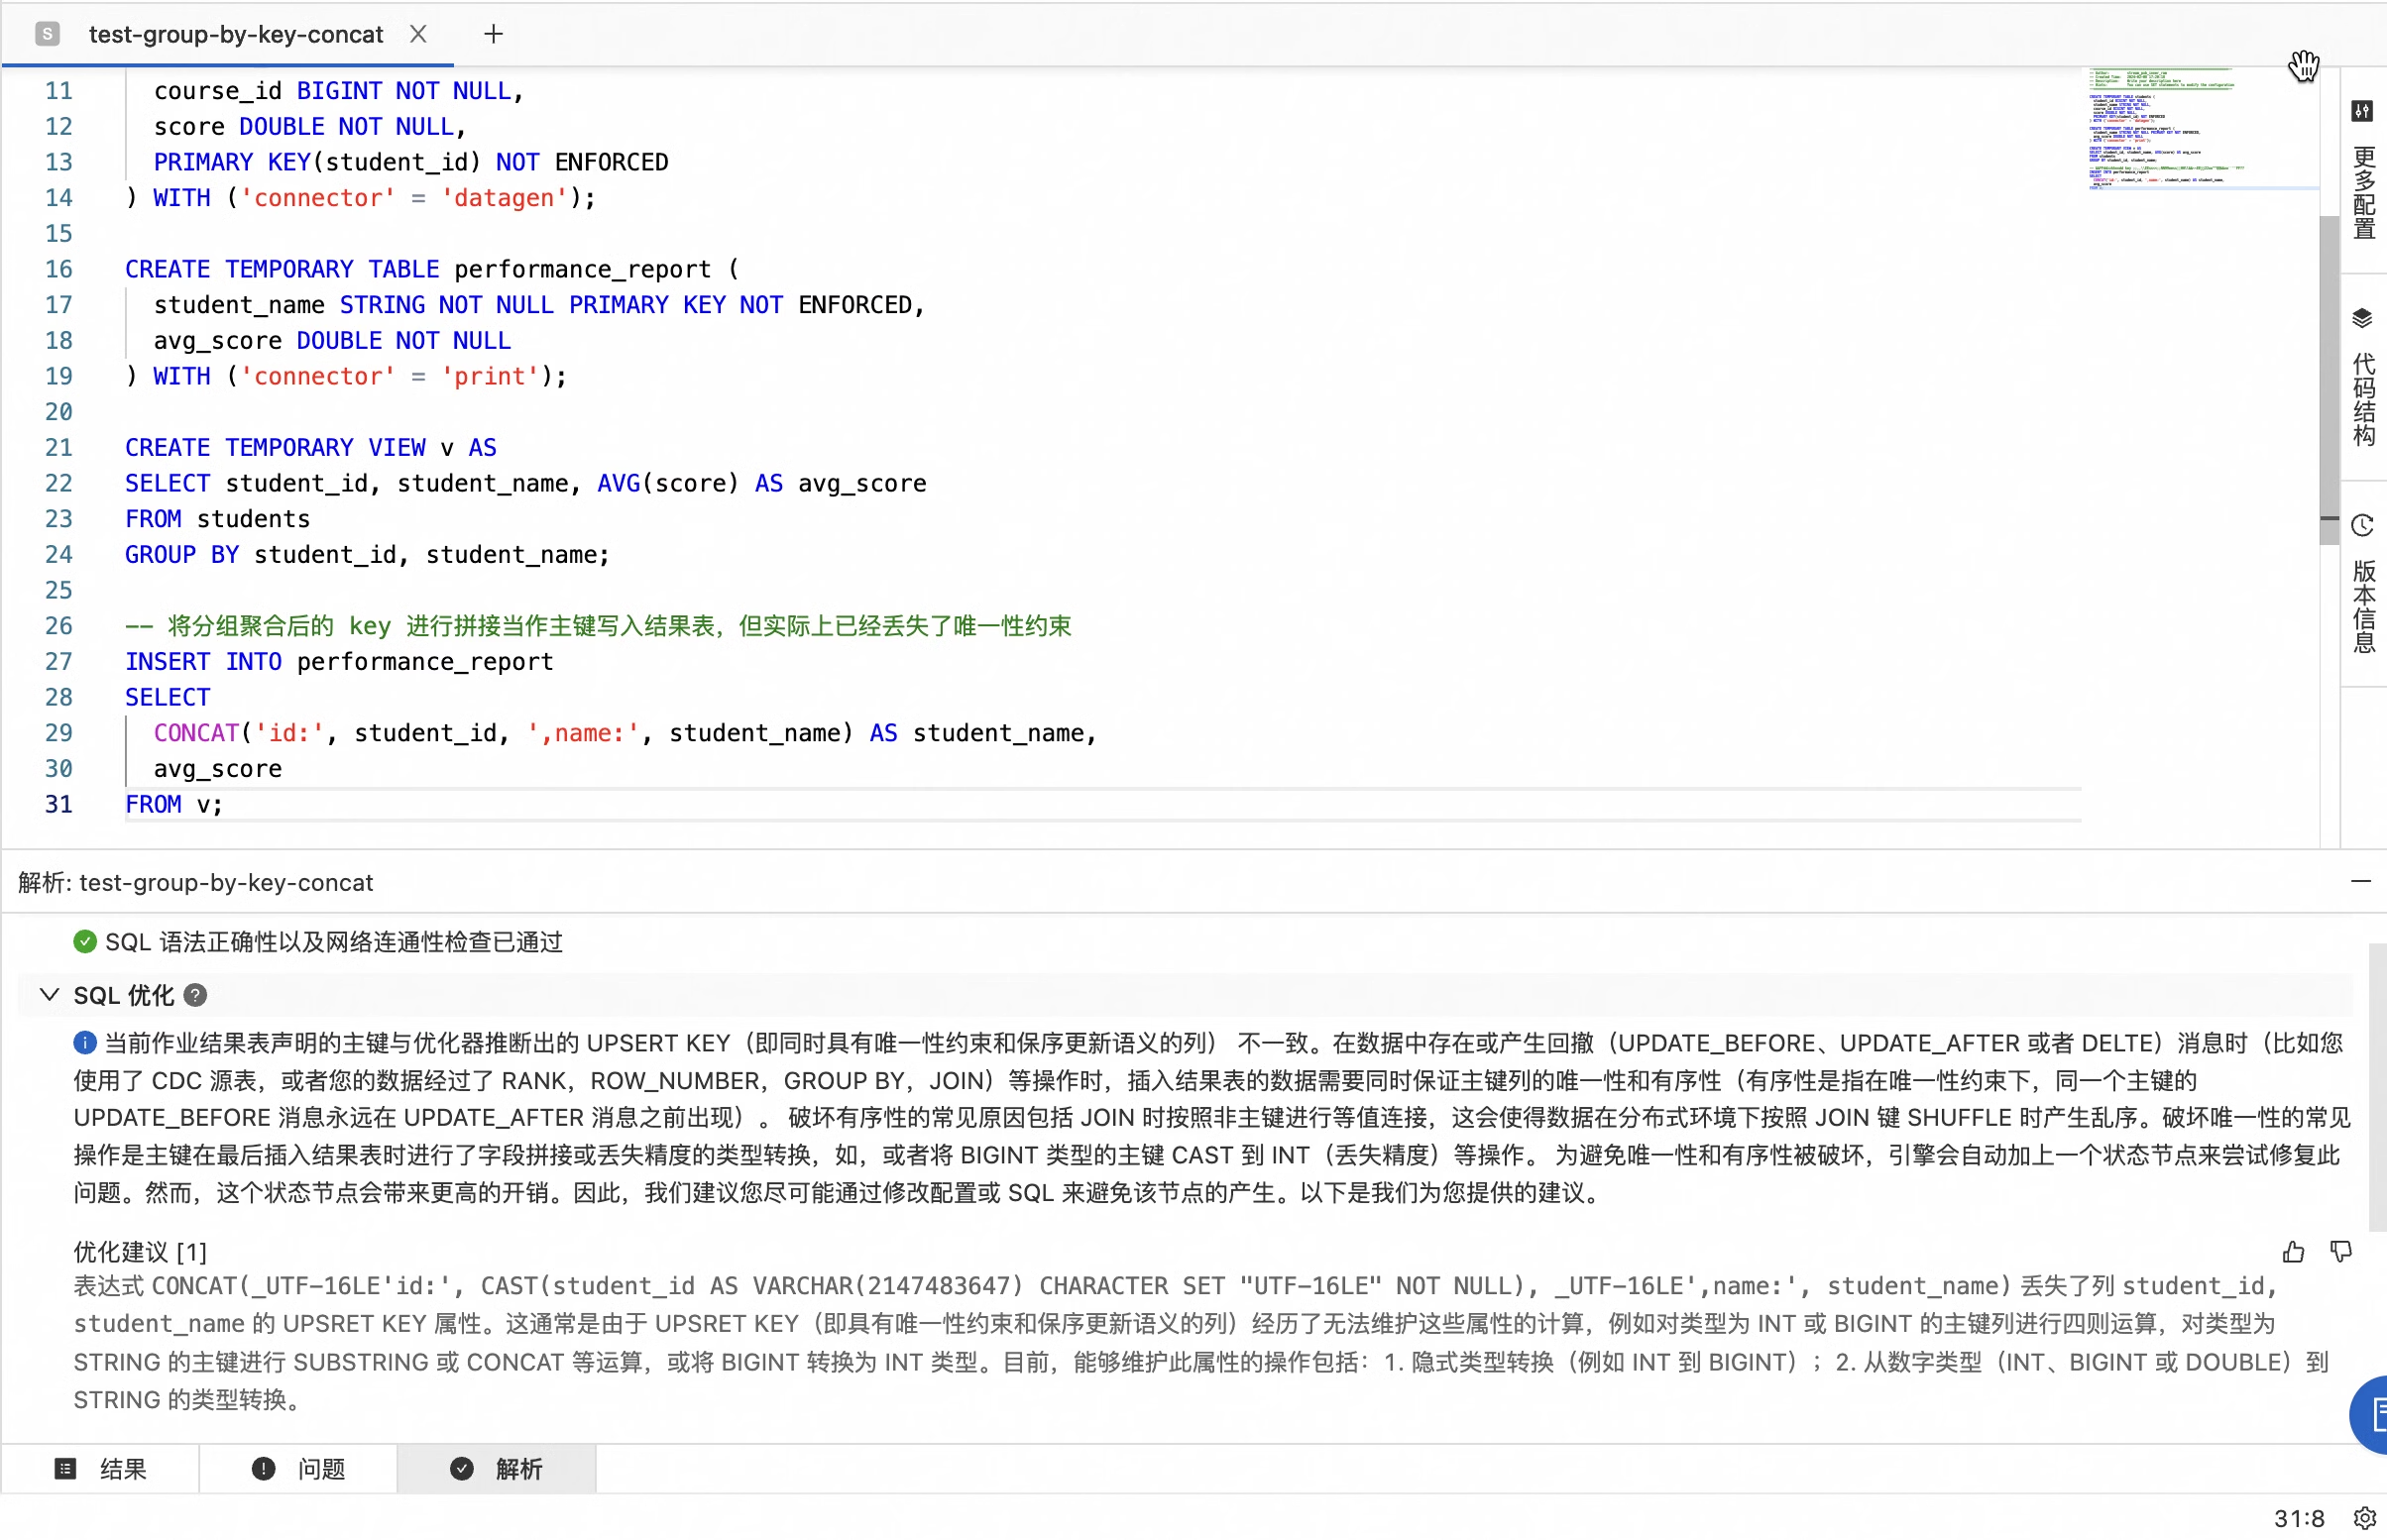 S test-group-by-key-concat
11 course_id BIGINT NOT NULL,
12 score DOUBLE NOT NULL,
13 PRIMARY KEY(student_id) NOT ENFORCED
14 ) WITH ('connector' = 'datagen');
15
16 CREATE TEMPORARY TABLE performance_report (
17 student_name STRING NOT NULL PRIMARY KEY NOT ENFORCED,
18 avg_score DOUBLE NOT NULL
19 ) WITH ('connector' = 'print');
20
21 CREATE TEMPORARY VIEW v AS
22 SELECT student_id, student_name, AVG(score) AS avg_score
23 FROM students
24 GROUP BY student_id, student_name;
25
26 -- 将分组聚合后的 key 进行拼接当作主键写入结果表，但实际上已经丢失了唯一性约束
27 INSERT INTO performance_report
28 SELECT
29 CONCAT('id:', student_id, ',name:', student_name) AS student_name,
30 avg_score
31 FROM v;
更多配置
代码结构
版本信息
解析: test-group-by-key-concat
SQL 语法正确性以及网络连通性检查已通过
SQL 优化
当前作业结果表声明的主键与优化器推断出的 UPSERT KEY（即同时具有唯一性约束和保序更新语义的列） 不一致。在数据中存在或产生回撤（UPDATE_BEFORE、UPDATE_AFTER 或者 DELTE）消息时（比如您
使用了 CDC 源表，或者您的数据经过了 RANK，ROW_NUMBER，GROUP BY，JOIN）等操作时，插入结果表的数据需要同时保证主键列的唯一性和有序性（有序性是指在唯一性约束下，同一个主键的
UPDATE_BEFORE 消息永远在 UPDATE_AFTER 消息之前出现）。 破坏有序性的常见原因包括 JOIN 时按照非主键进行等值连接，这会使得数据在分布式环境下按照 JOIN 键 SHUFFLE 时产生乱序。破坏唯一性的常见
操作是主键在最后插入结果表时进行了字段拼接或丢失精度的类型转换，如，或者将 BIGINT 类型的主键 CAST 到 INT（丢失精度）等操作。 为避免唯一性和有序性被破坏，引擎会自动加上一个状态节点来尝试修复此
问题。然而，这个状态节点会带来更高的开销。因此，我们建议您尽可能通过修改配置或 SQL 来避免该节点的产生。以下是我们为您提供的建议。
优化建议 [1]
表达式 CONCAT(_UTF-16LE'id:', CAST(student_id AS VARCHAR(2147483647) CHARACTER SET "UTF-16LE" NOT NULL), _UTF-16LE',name:', student_name) 丢失了列 student_id,
student_name 的 UPSRET KEY 属性。这通常是由于 UPSRET KEY（即具有唯一性约束和保序更新语义的列）经历了无法维护这些属性的计算，例如对类型为 INT 或 BIGINT 的主键列进行四则运算，对类型为
STRING 的主键进行 SUBSTRING 或 CONCAT 等运算，或将 BIGINT 转换为 INT 类型。目前，能够维护此属性的操作包括：1. 隐式类型转换（例如 INT 到 BIGINT）；2. 从数字类型（INT、BIGINT 或 DOUBLE）到
STRING 的类型转换。
结果 问题 解析
31:8